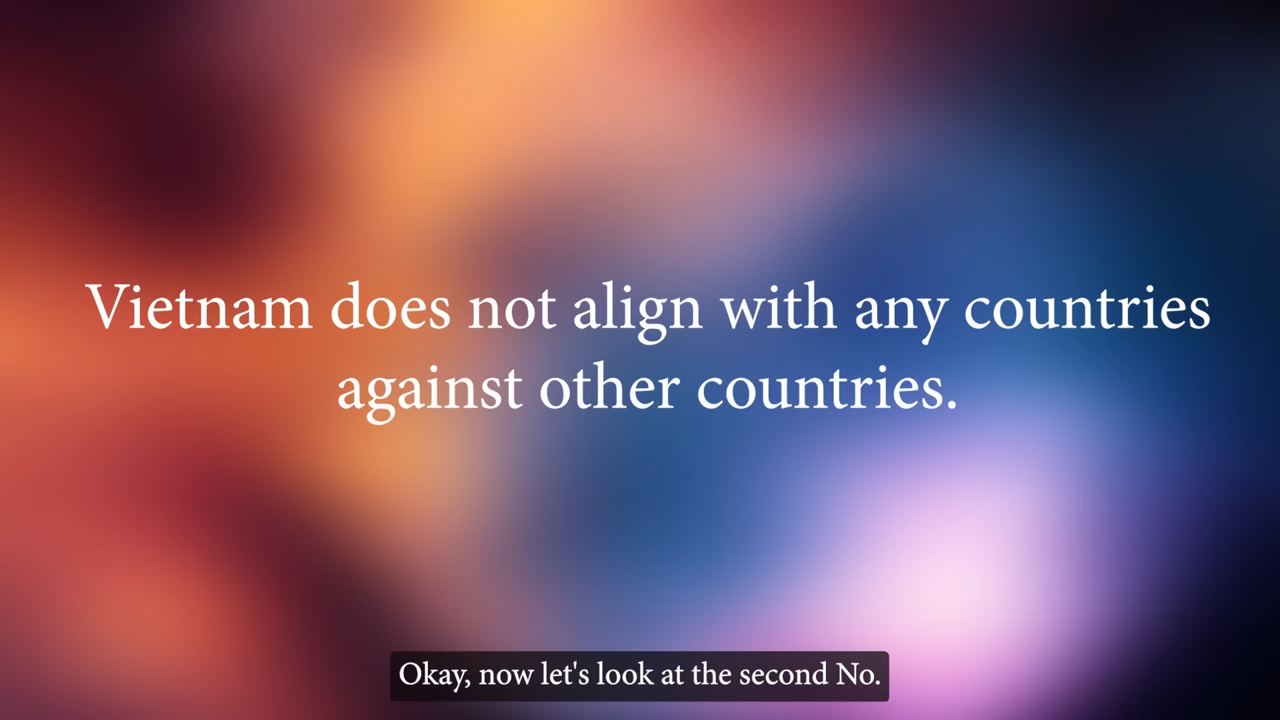 Vietnam does not align with any countries
against other countries.
Okay, now let's look at the second No.